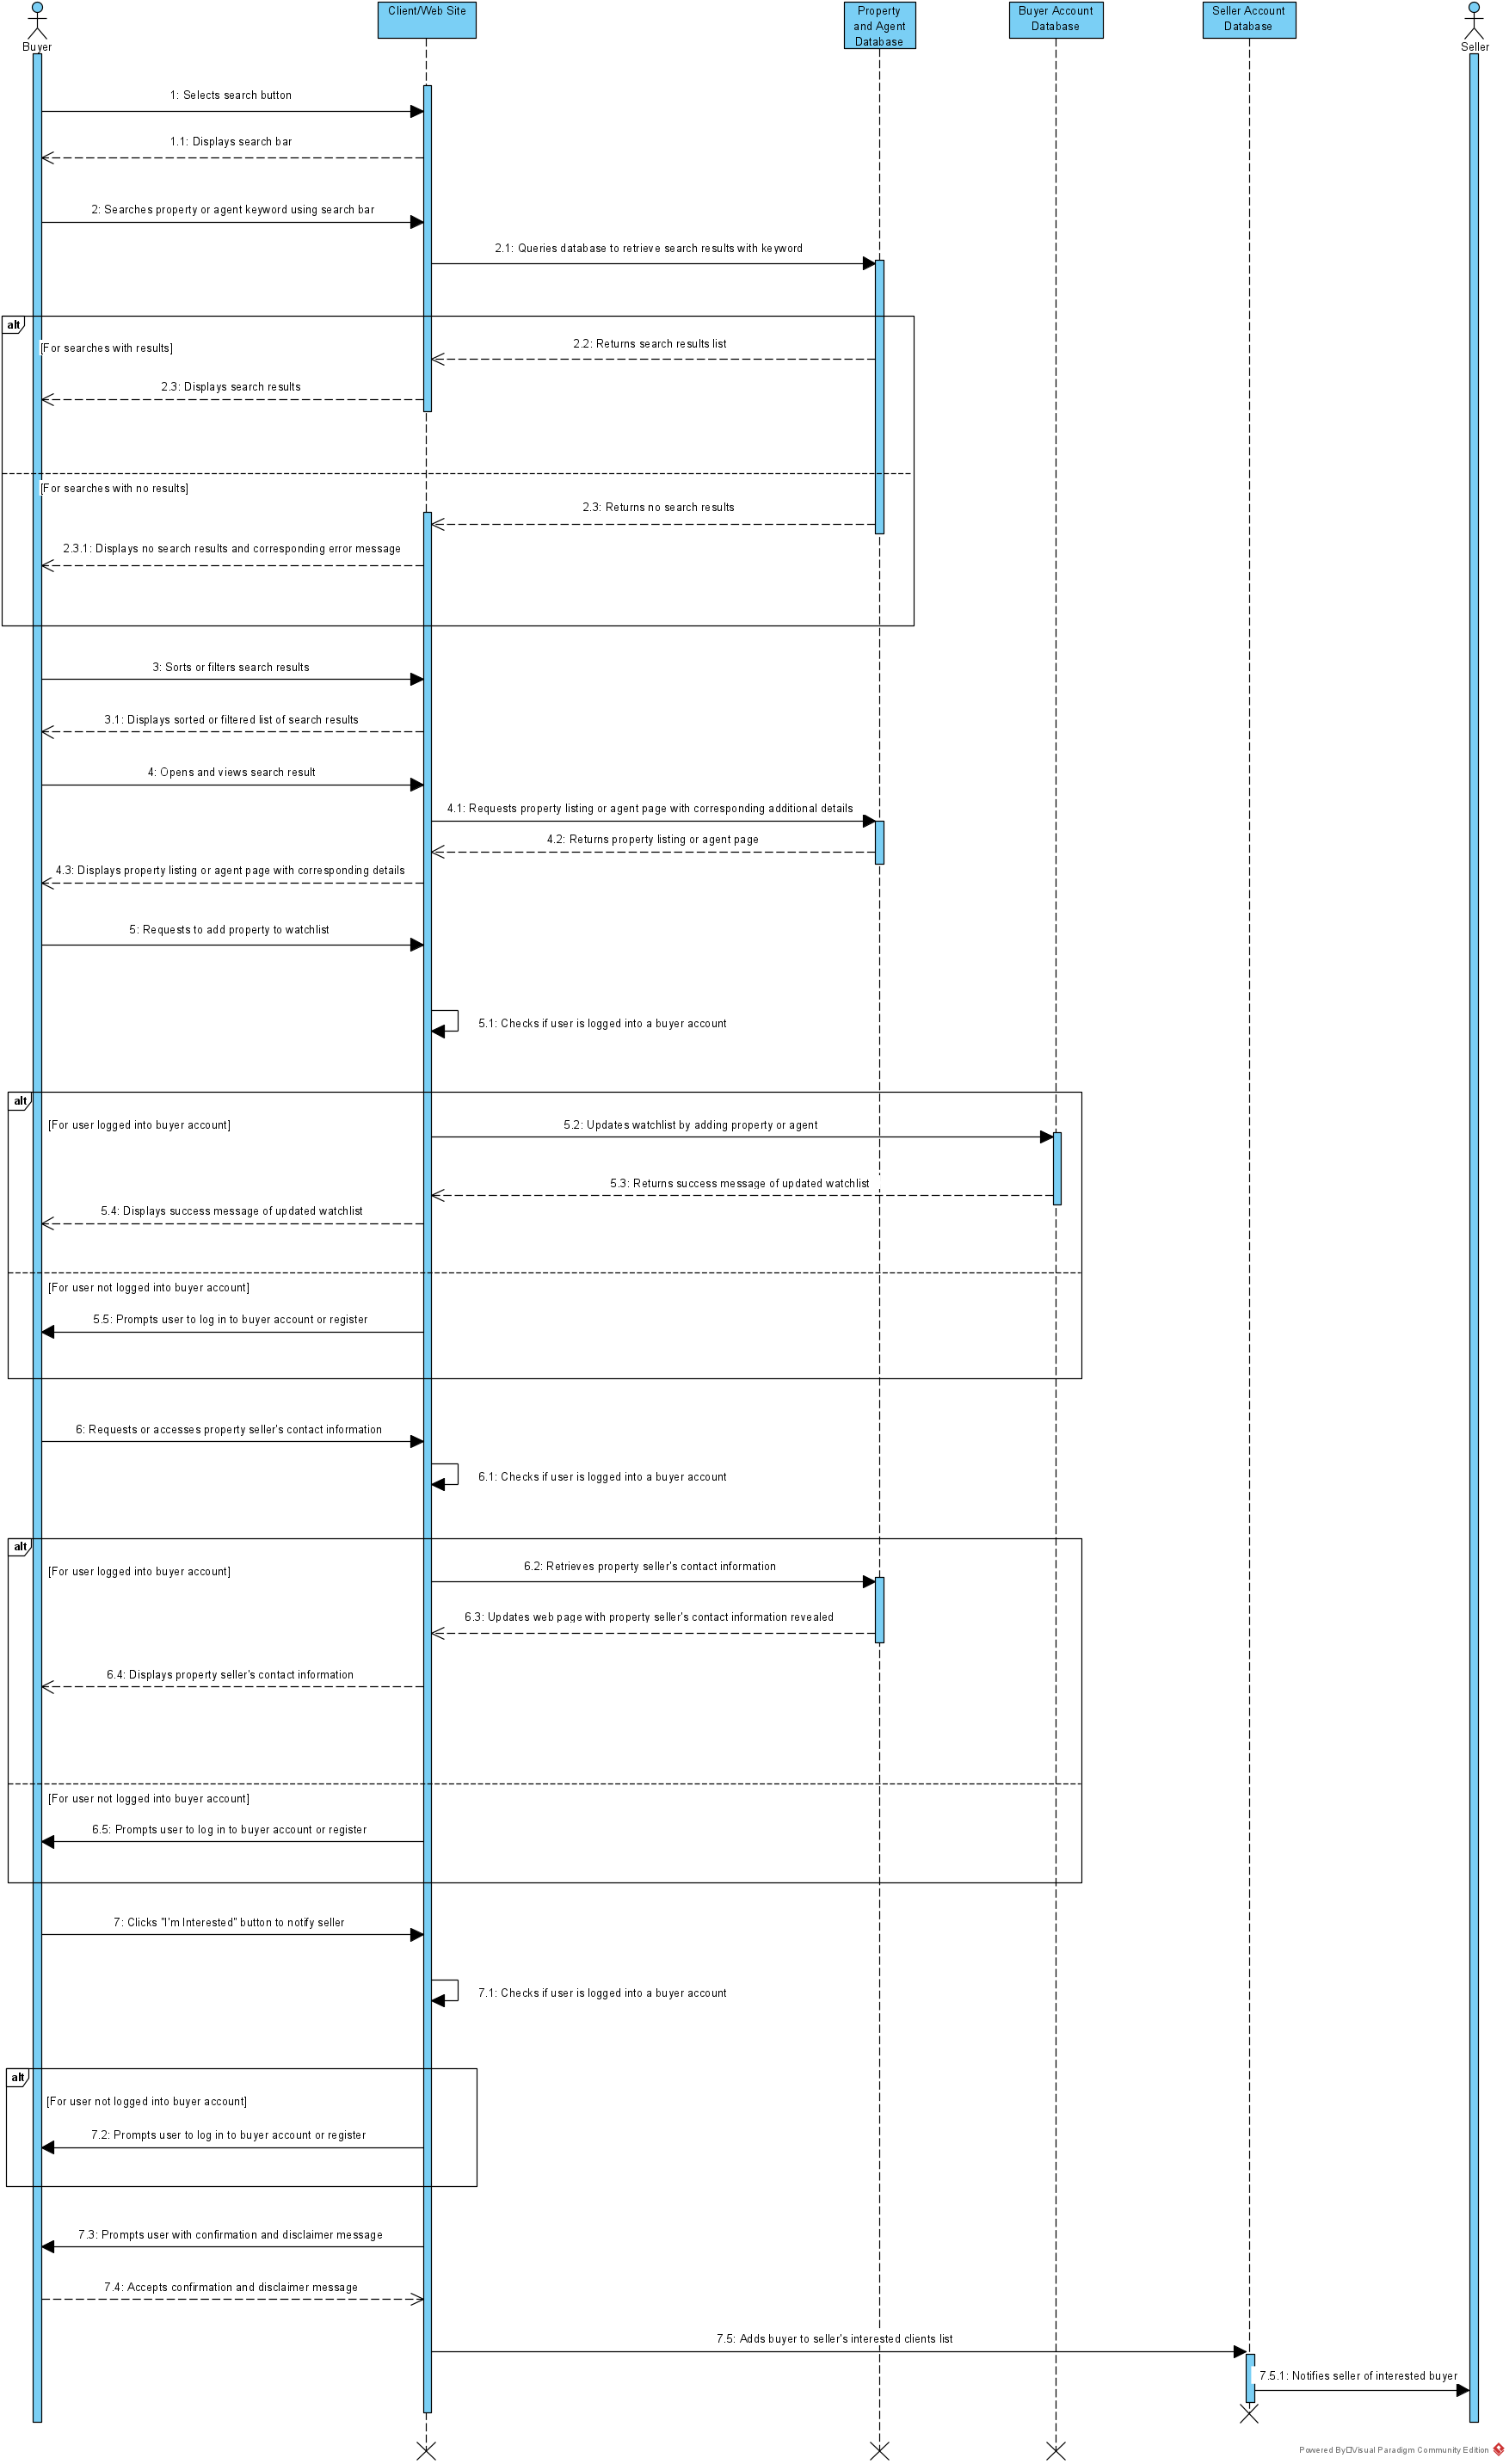 Buyer
Client/Web Site
Property
and Agent
Database
Buyer Account
Database
Seller Account
Database
Seller
1: Selects search button
1.1: Displays search bar
2: Searches property or agent keyword using search bar
2.1: Queries database to retrieve search results with keyword
alt
[For searches with results]
2.2: Returns search results list
2.3: Displays search results
[For searches with no results]
2.3: Returns no search results
2.3.1: Displays no search results and corresponding error message
3: Sorts or filters search results
3.1: Displays sorted or filtered list of search results
4: Opens and views search result
4.1: Requests property listing or agent page with corresponding additional details
4.2: Returns property listing or agent page
4.3: Displays property listing or agent page with corresponding details
5: Requests to add property to watchlist
5.1: Checks if user is logged into a buyer account
alt
[For user logged into buyer account]
5.2: Updates watchlist by adding property or agent
5.3: Returns success message of updated watchlist
5.4: Displays success message of updated watchlist
[For user not logged into buyer account]
5.5: Prompts user to log in to buyer account or register
6: Requests or accesses property seller's contact information
6.1: Checks if user is logged into a buyer account
alt
[For user logged into buyer account]
6.2: Retrieves property seller's contact information
6.3: Updates web page with property seller's contact information revealed
6.4: Displays property seller's contact information
[For user not logged into buyer account]
6.5: Prompts user to log in to buyer account or register
7: Clicks "I'm Interested" button to notify seller
7.1: Checks if user is logged into a buyer account
alt
[For user not logged into buyer account]
7.2: Prompts user to log in to buyer account or register
7.3: Prompts user with confirmation and disclaimer message
7.4: Accepts confirmation and disclaimer message
7.5: Adds buyer to seller's interested clients list
7.5.1: Notifies seller of interested buyer
Powered By□Visual Paradigm Community Edition